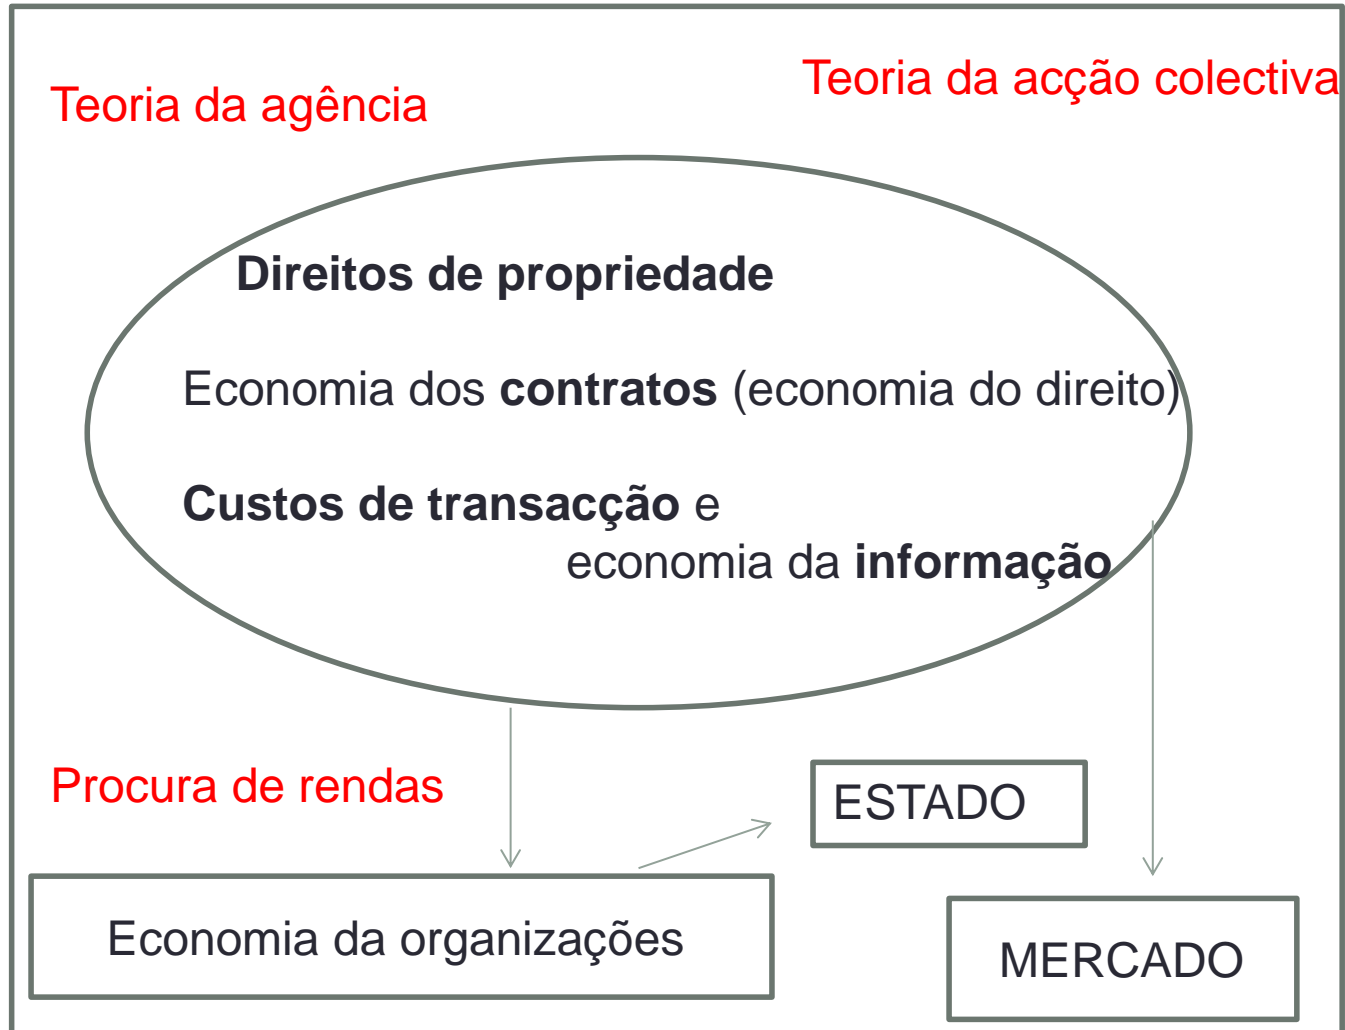 Teoria da agência
Teoria da acção colectiva
Direitos de propriedade
Economia dos contratos (economia do direito)
Custos de transacção e
economia da informação
Procura de rendas
ESTADO
Economia da organizações
MERCADO